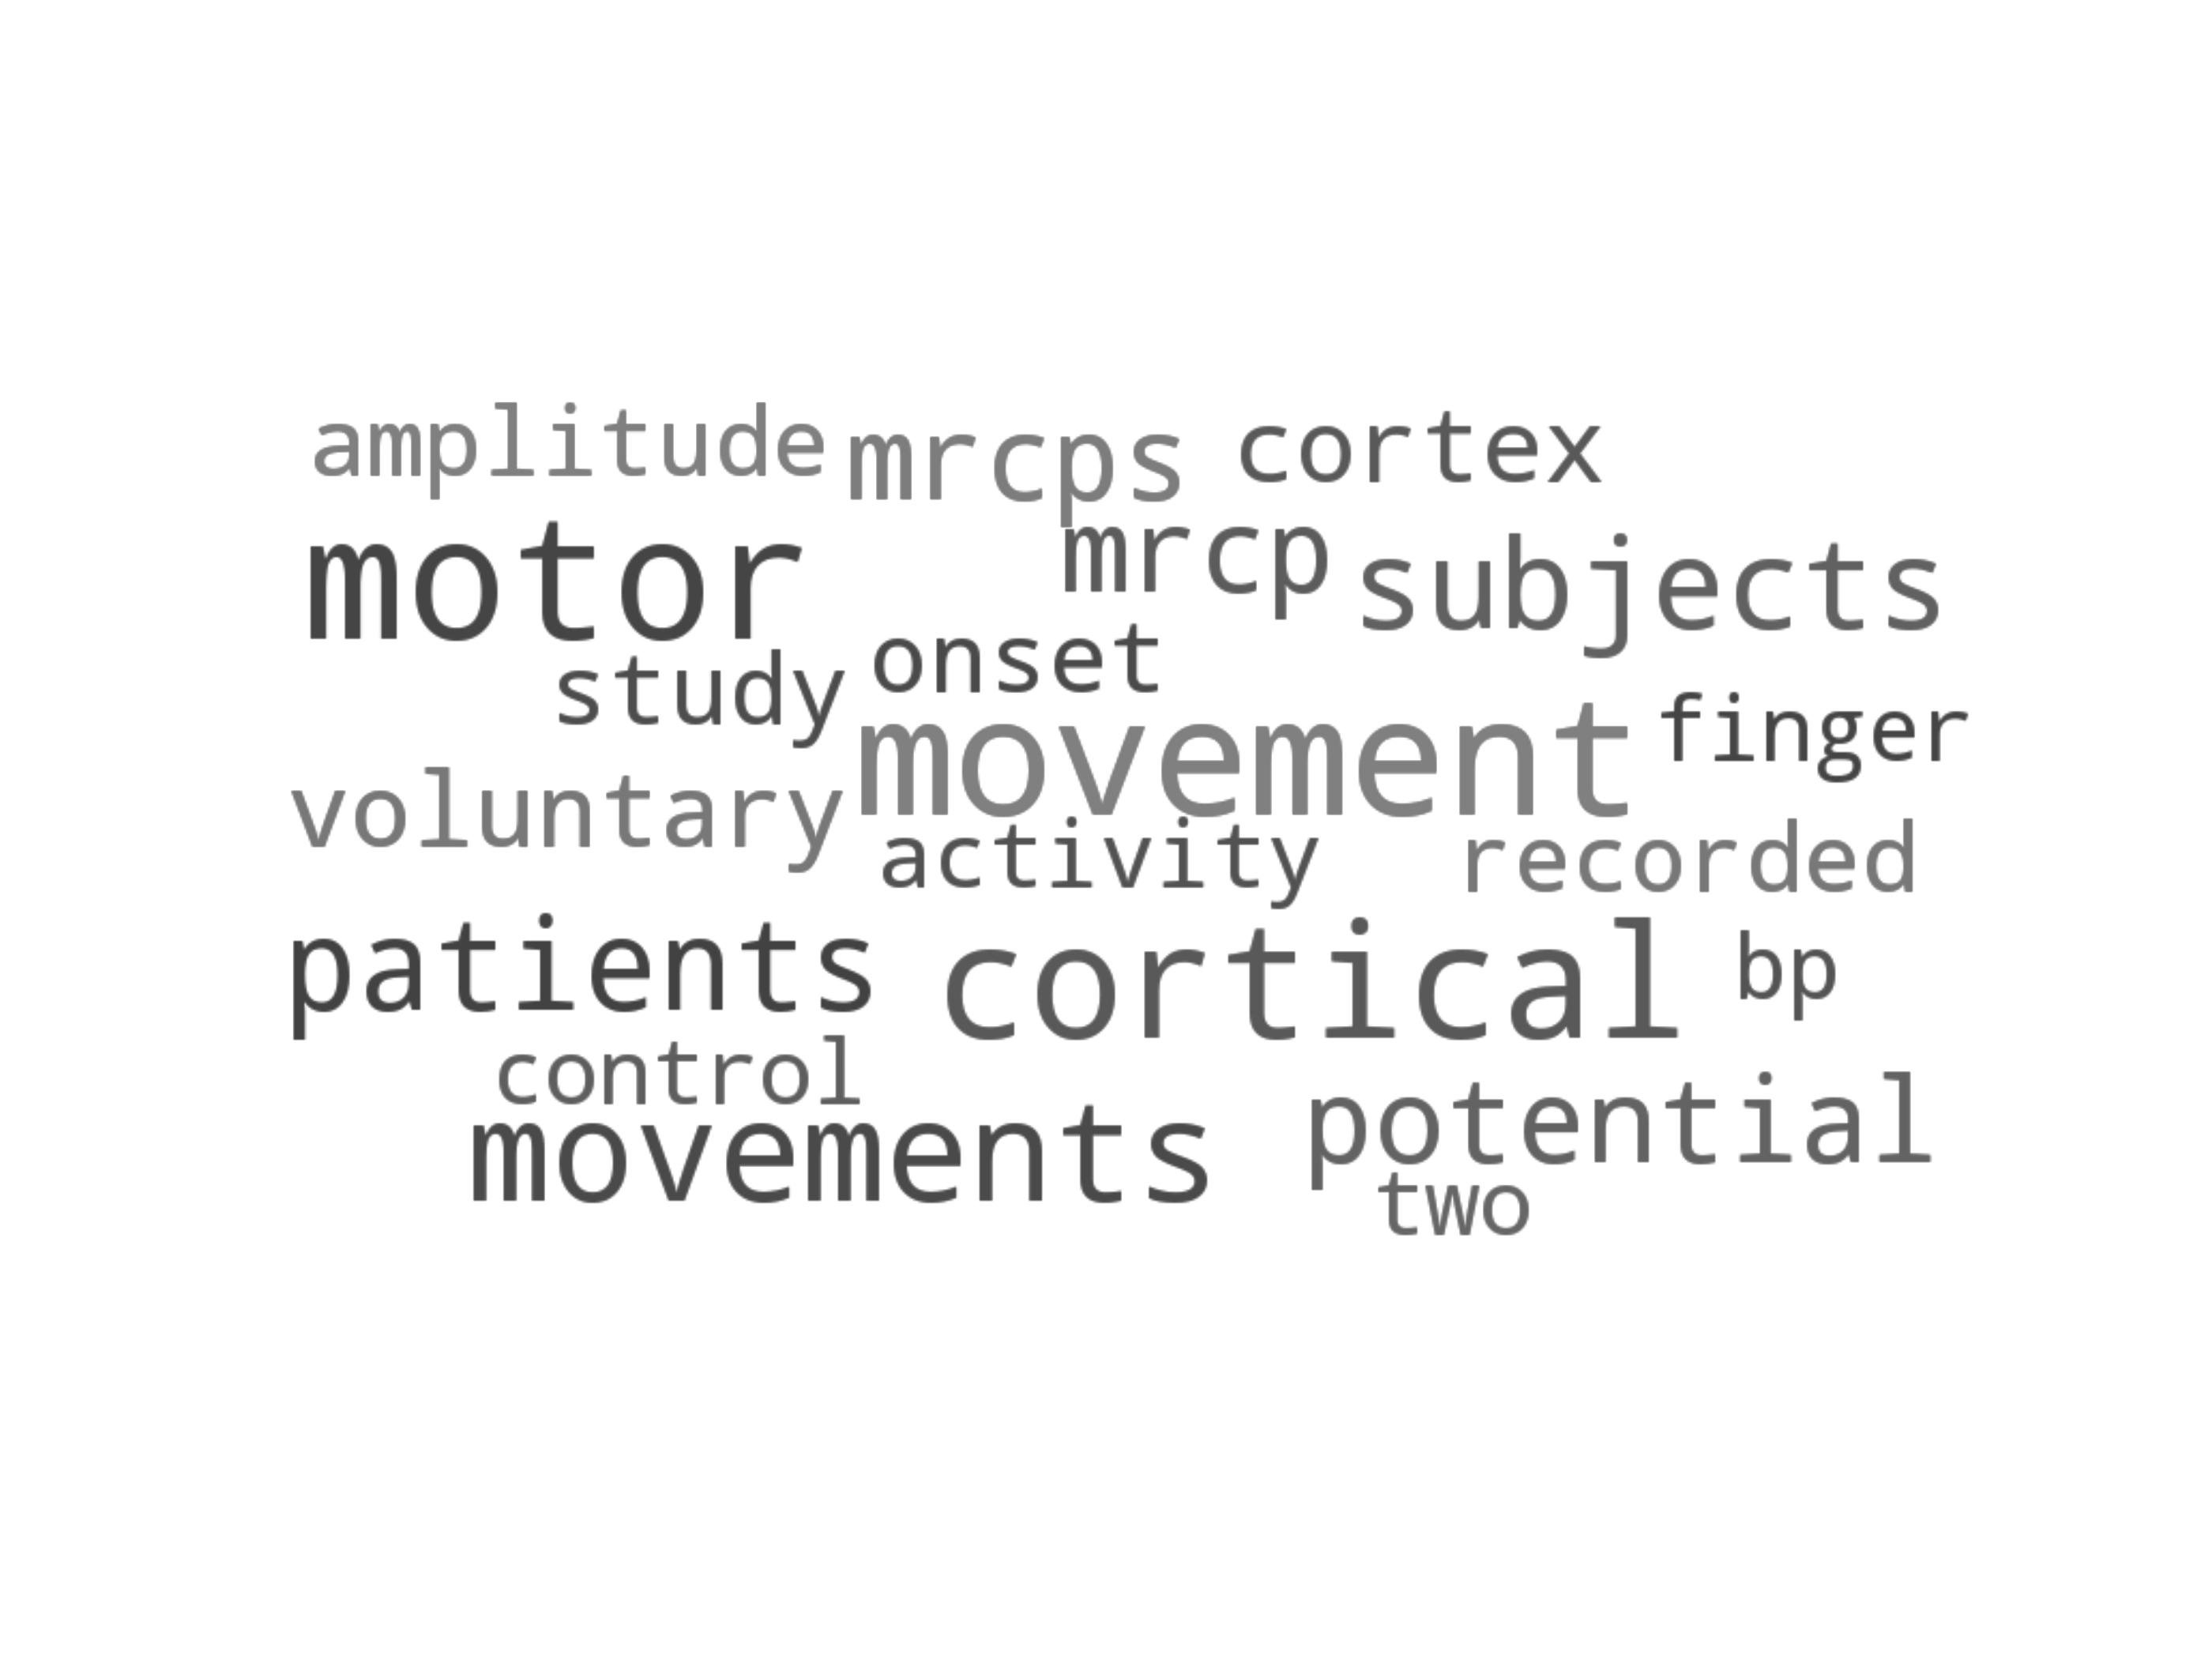 amplitude mrcps cortex
motor mrcp subjects
study onset
movement finger
voluntary activity recorded
patients cortical bp
control
movements potential
two